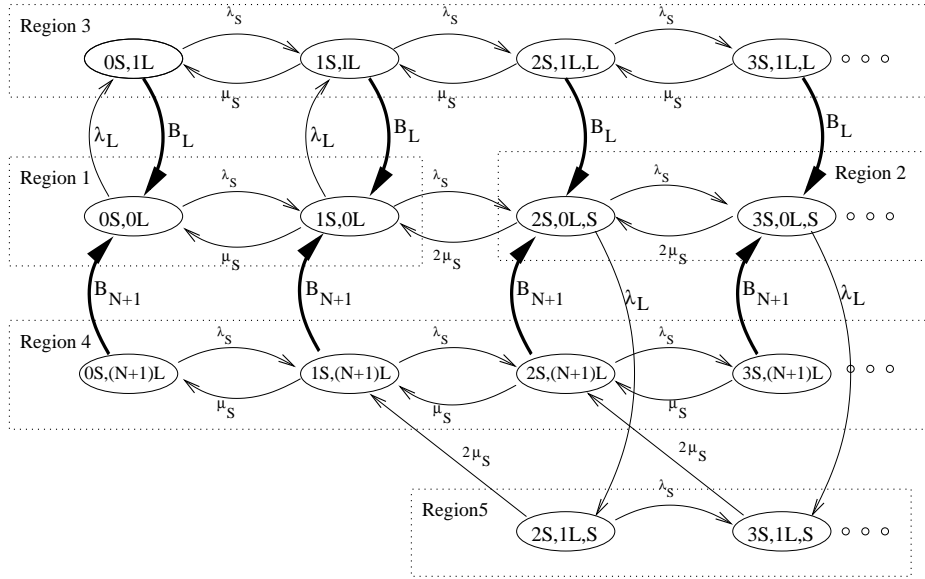 Region 3
λS λS λS
0S,1L 1S,lL 2S,1L,L 3S,1L,L
μS μS μS
λL BL λL BL BL BL
Region 1 Region 2
λS λS λS
0S,0L 1S,0L 2S,0L,S 3S,0L,S
μS 2μS 2μS
BN+1 BN+1 BN+1 λL BN+1 λL
Region 4
λS λS λS
0S,(N+1)L 1S,(N+1)L 2S,(N+1)L 3S,(N+1)L
μS μS μS
2μS 2μS
Region5
λS
2S,1L,S 3S,1L,S